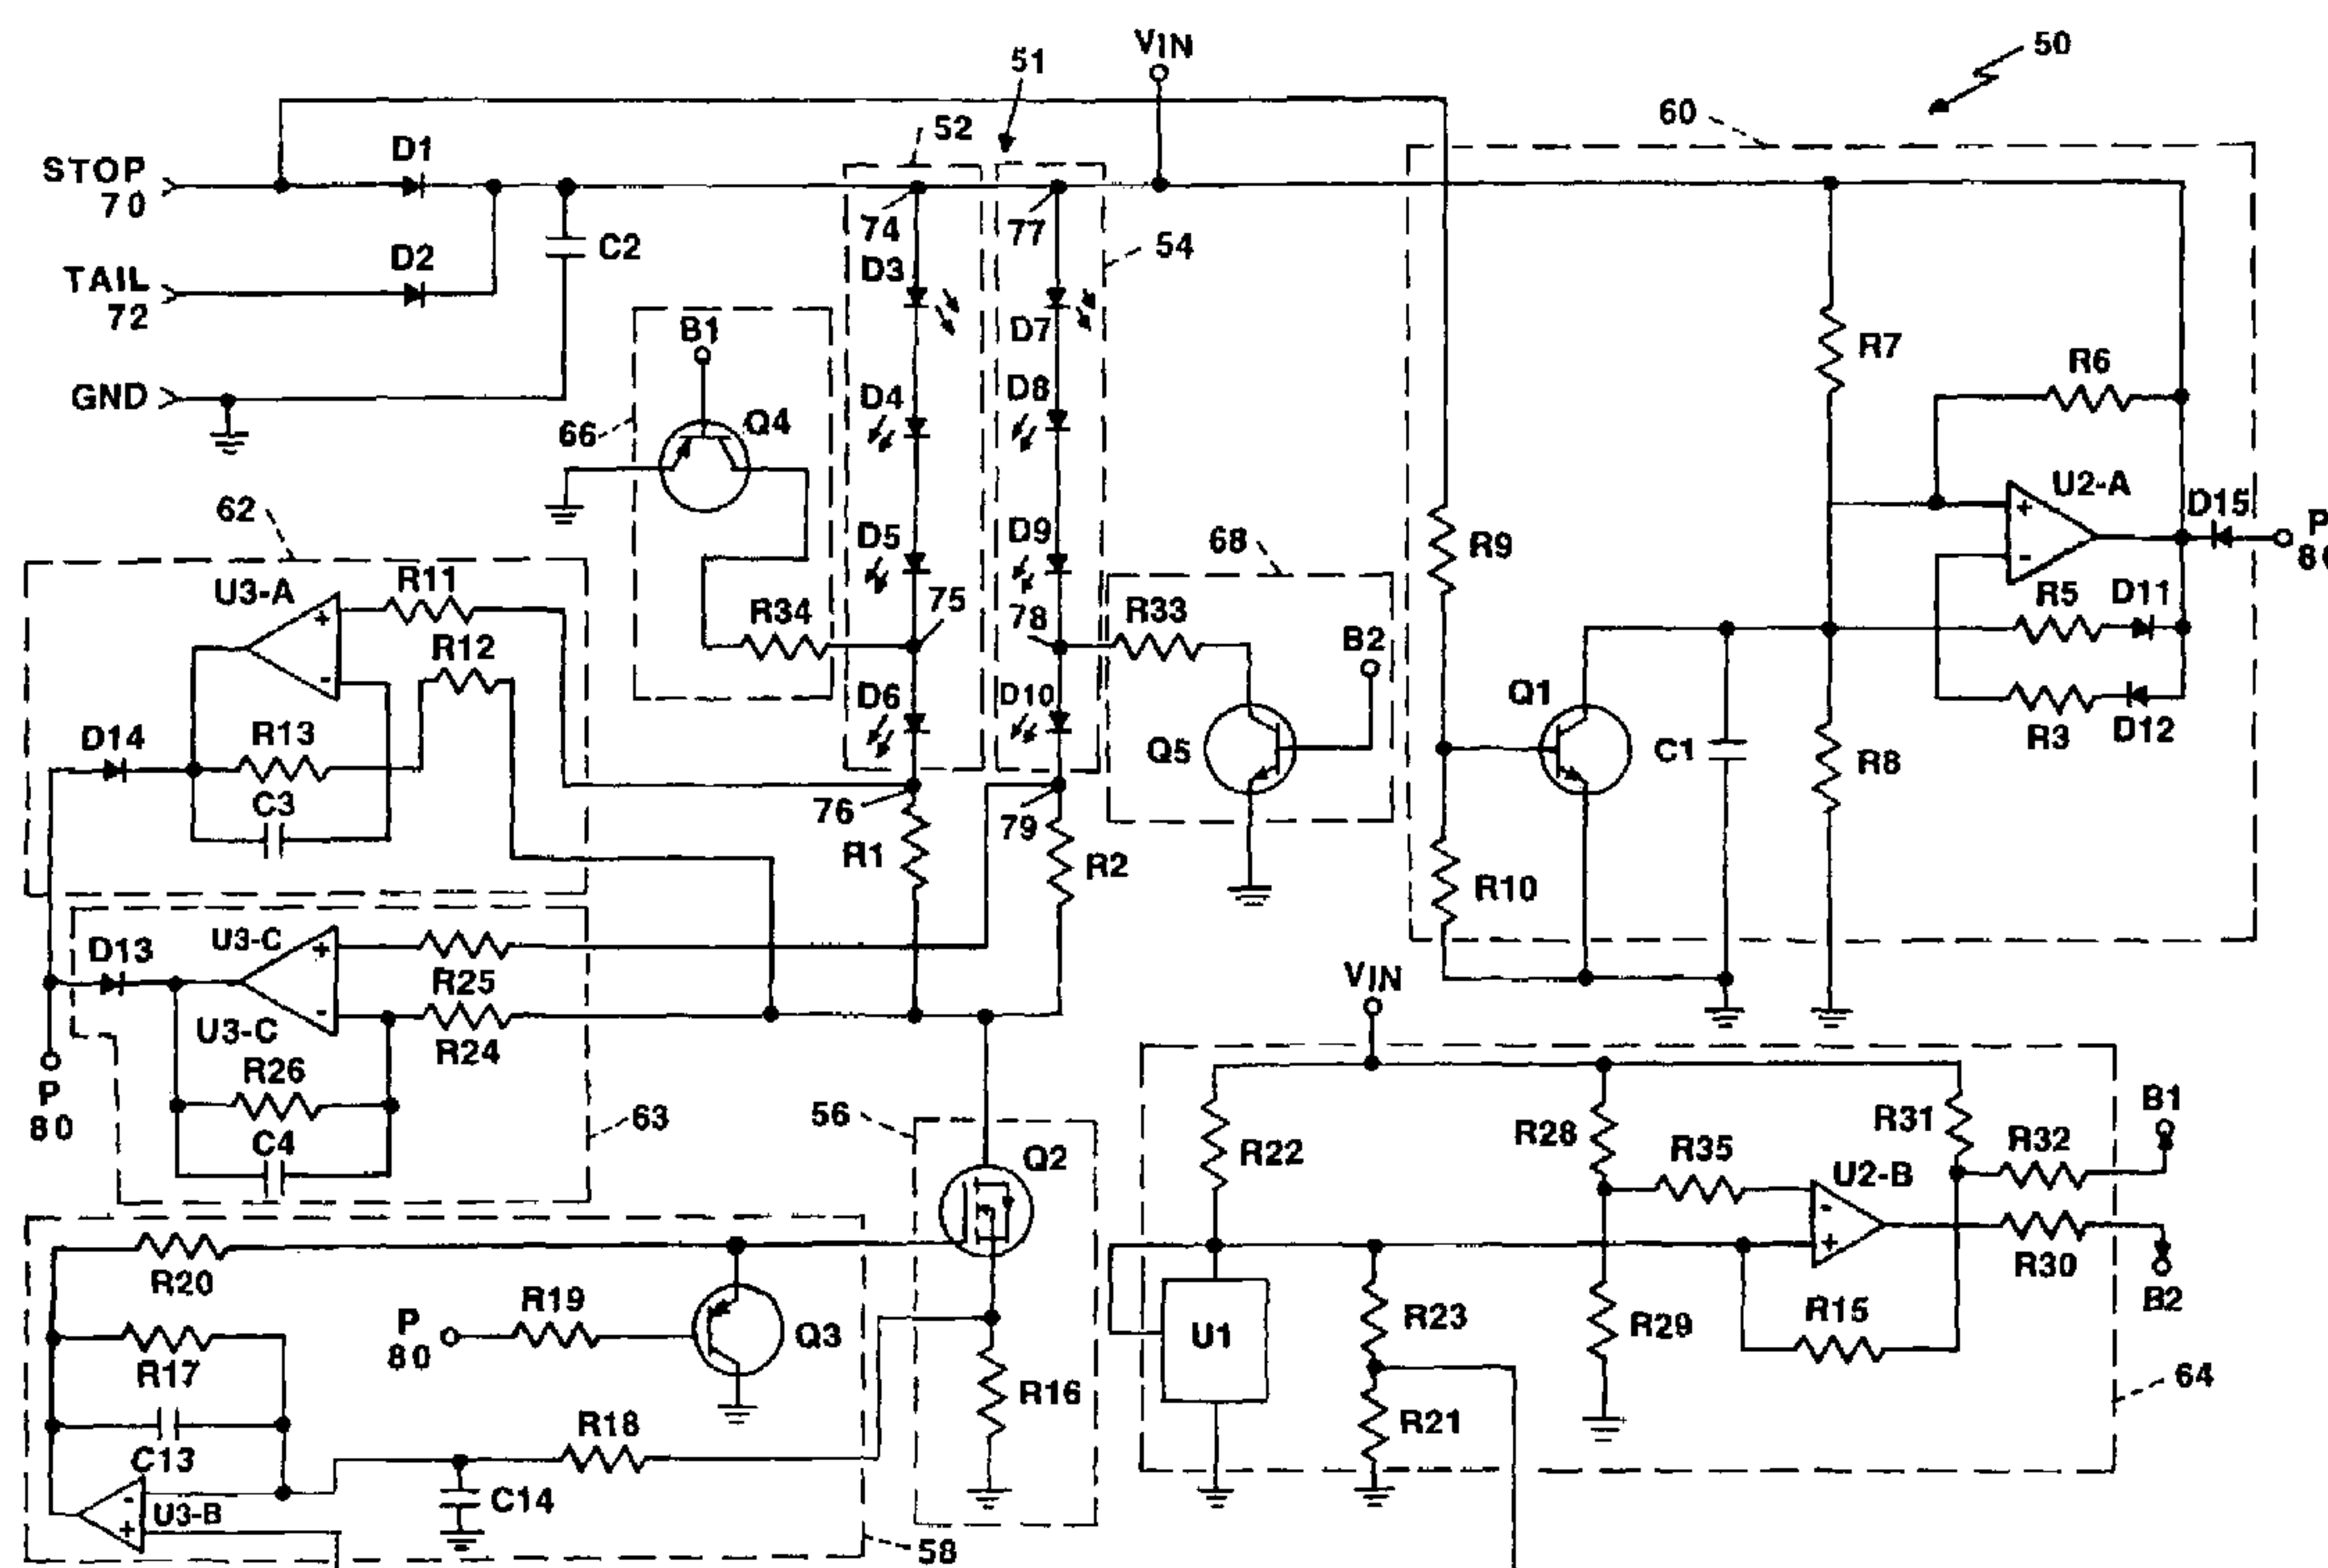 50
VIN
51
60
52
STOP
70
D1
TAIL
72
D2
C2
GND
74
77
54
D3
D7
B1
Q4
66
D4
D8
R7
R6
U2-A
D15
P
62
U3-A
R11
R12
D5
D9
68
R9
R34
75
78
R33
B2
R5
D11
D6
D10
Q1
R3
D12
D14
R13
C3
Q5
C1
R8
76
79
R1
R2
R10
D13
U3-C
R25
U3-C
R24
VIN
P
80
R26
C4
63
56
Q2
R22
R28
R35
R31
U2-B
R32
B1
R30
B2
R20
R19
P
80
Q3
R23
U1
R29
R15
R17
R16
R21
64
C13
R18
C14
U3-B
58
-
+